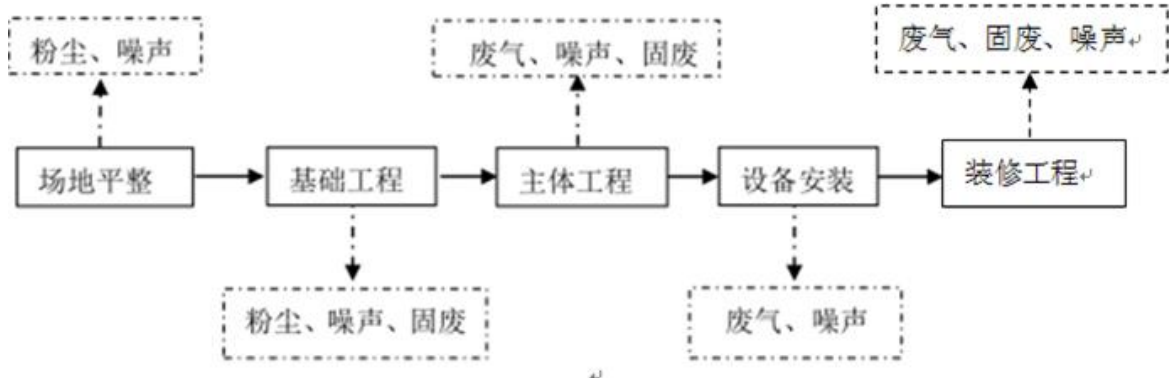 粉尘、噪声
废气、噪声、固废
废气、固废、噪声
场地平整
基础工程
主体工程
设备安装
装修工程
粉尘、噪声、固废
废气、噪声